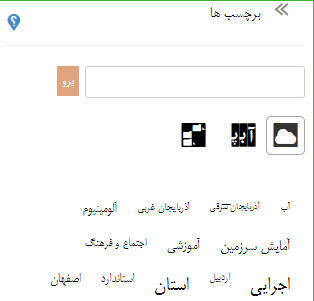 برچسب ها
برو
آب آذربایجان شرقی آذربایجان غربی آلومینیوم
آمایش سرزمین آموزشی اجتماع و فرهنگ
اجرایی اردبیل استان استاندارد اصفهان